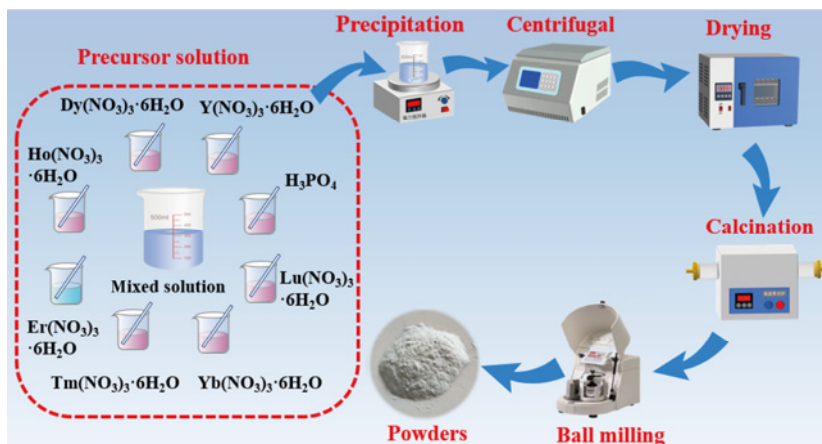 Precursor solution
Dy(NO₃)₃·6H₂O
Y(NO₃)₃·6H₂O
Ho(NO₃)₃
·6H₂O
H₃PO₄
500ml
Mixed solution
Lu(NO₃)₃
·6H₂O
Er(NO₃)₃
·6H₂O
Tm(NO₃)₃·6H₂O
Yb(NO₃)₃·6H₂O
Precipitation
Centrifugal
Drying
Calcination
Ball milling
Powders